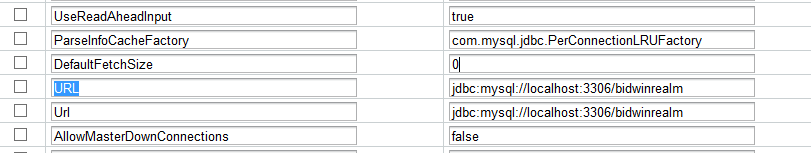 UseReadAheadInput true
ParseInfoCacheFactory com.mysql.jdbc.PerConnectionLRUFactory
DefaultFetchSize 0
URL jdbc:mysql://localhost:3306/bidwinrealm
Url jdbc:mysql://localhost:3306/bidwinrealm
AllowMasterDownConnections false